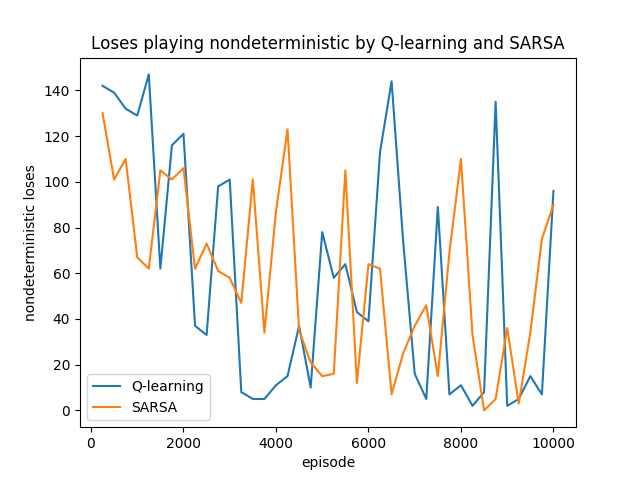 Loses playing nondeterministic by Q-learning and SARSA
nondeterministic loses
140
120
100
80
60
40
20
0
Q-learning
SARSA
0 2000 4000 6000 8000 10000
episode